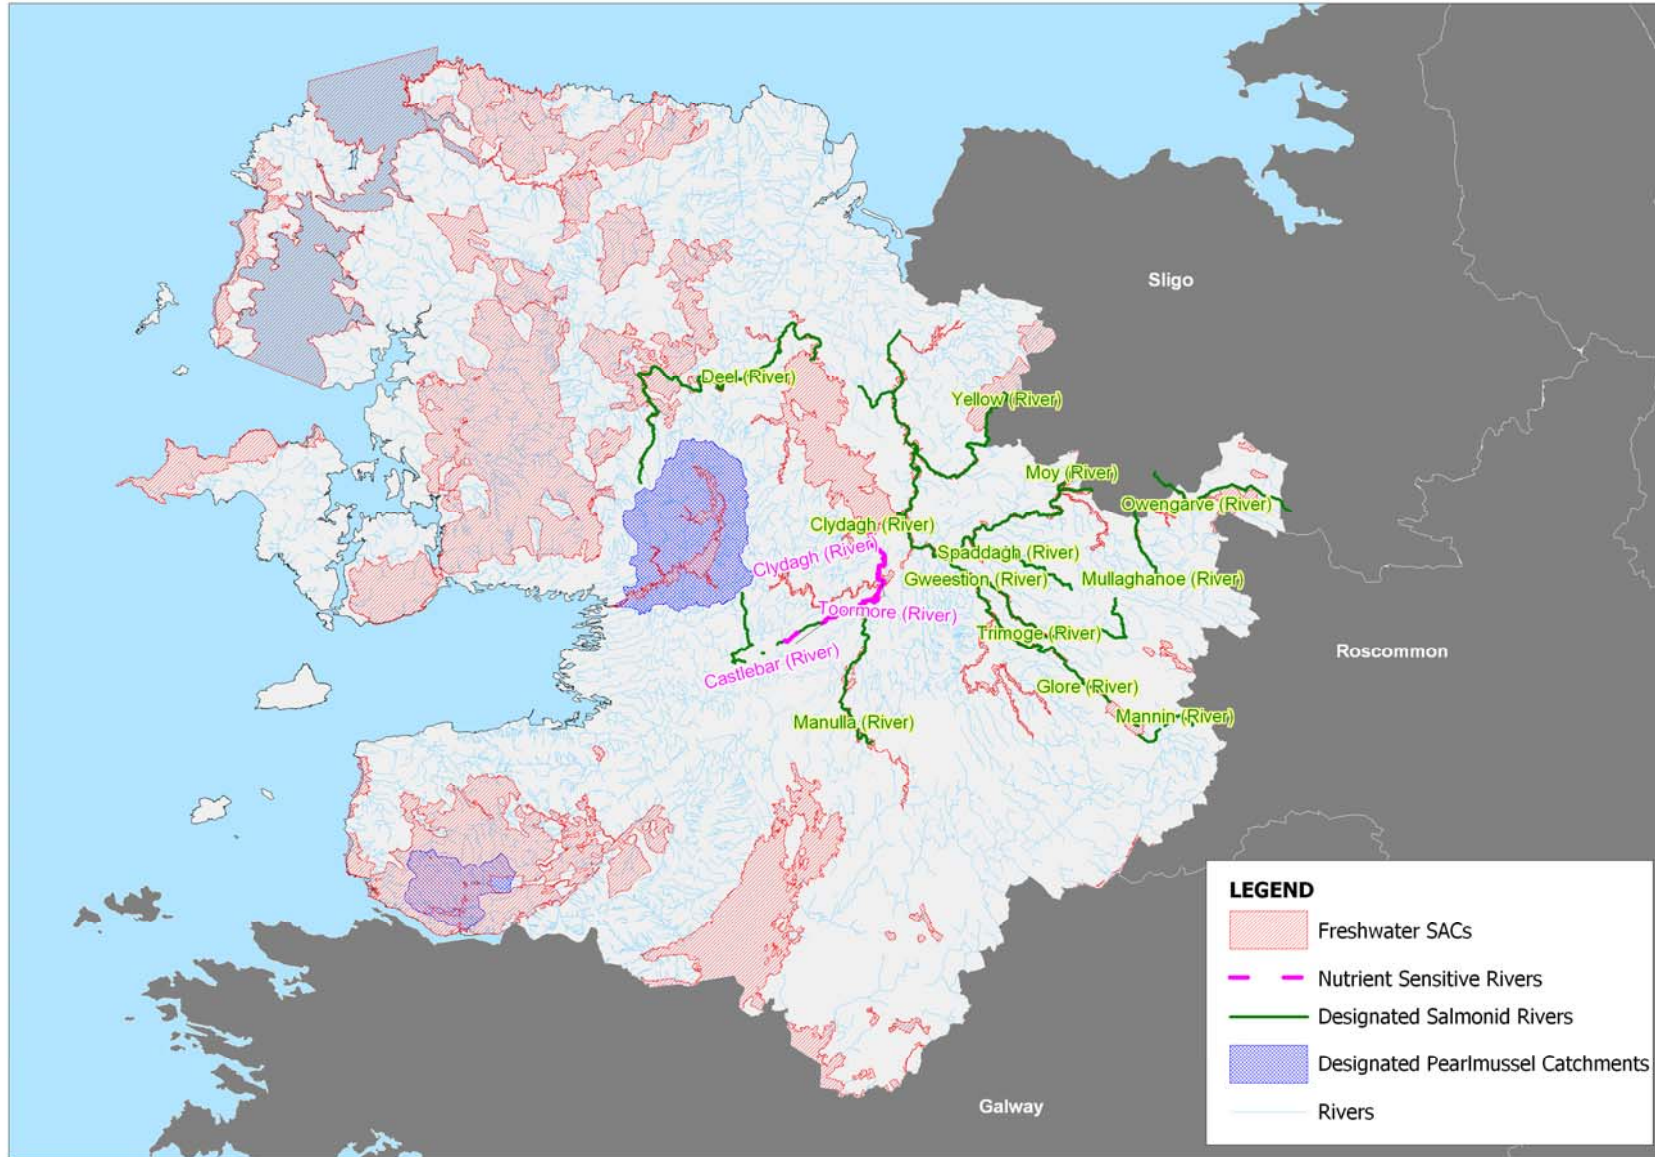 Sligo
Deel (River)
Yellow (River)
Moy (River)
Owengarve (River)
Clydagh (River)
Clydagh (River)
Spaddagh (River)
Gweestion (River)
Mullaghanoe (River)
Toormore (River)
Trimoge (River)
Roscommon
Castlebar (River)
Glore (River)
Manulla (River)
Mannin (River)
LEGEND
Freshwater SACs
Nutrient Sensitive Rivers
Designated Salmonid Rivers
Designated Pearlmussel Catchments
Rivers
Galway